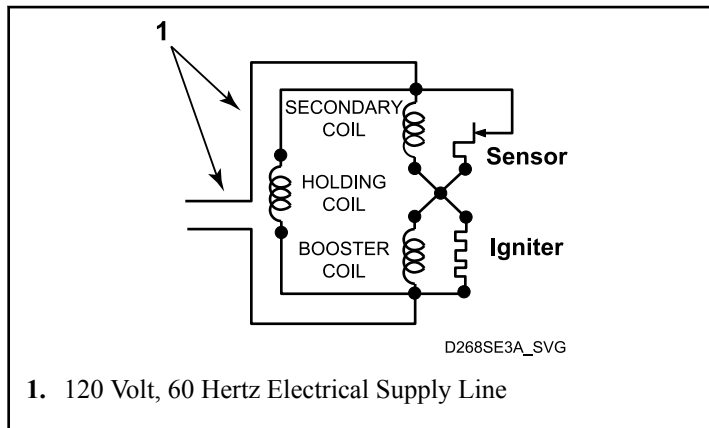 1
SECONDARY
COIL
Sensor
HOLDING
COIL
BOOSTER
COIL
Igniter
D268SE3A_SVG
1. 120 Volt, 60 Hertz Electrical Supply Line